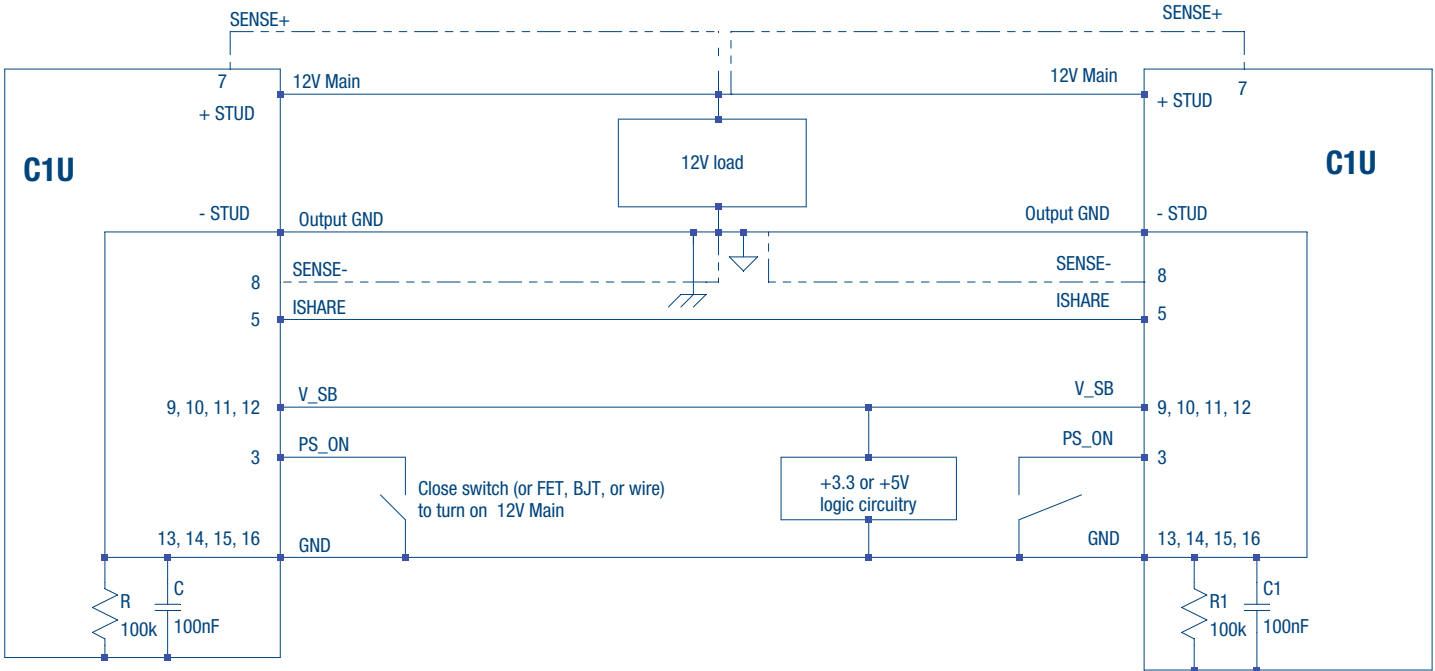 SENSE+
SENSE+
7
12V Main
12V Main
7
+ STUD
+ STUD
C1U
12V load
C1U
- STUD
Output GND
Output GND
- STUD
8
SENSE-
SENSE-
8
5
ISHARE
ISHARE
5
9, 10, 11, 12
V_SB
V_SB
9, 10, 11, 12
3
PS_ON
PS_ON
3
Close switch (or FET, BJT, or wire)
to turn on 12V Main
+3.3 or +5V
logic circuitry
13, 14, 15, 16
GND
GND
13, 14, 15, 16
R
100k
C
100nF
R1
100k
C1
100nF